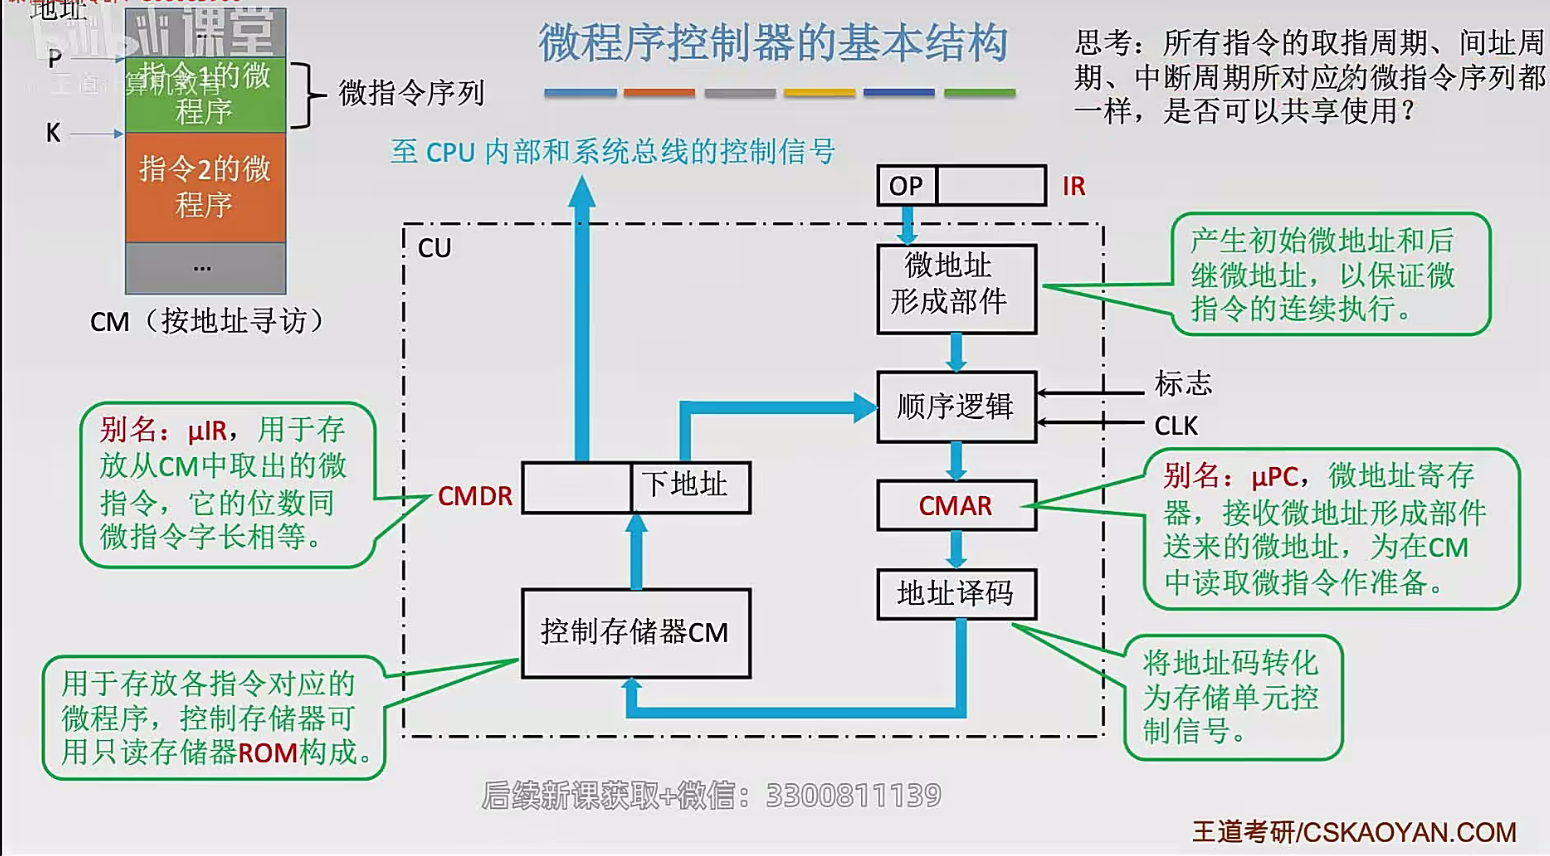 地址
课堂
王道计算机教育
P
K
指令1的微
程序
指令2的微
程序
...
CM（按地址寻访）
微指令序列
微程序控制器的基本结构
思考：所有指令的取指周期、间址周
期、中断周期所对应的微指令序列都
一样，是否可以共享使用？
至 CPU 内部和系统总线的控制信号
OP
IR
CU
微地址
形成部件
产生初始微地址和后
继微地址，以保证微
指令的连续执行。
顺序逻辑
标志
CLK
别名：μIR，用于存
放从CM中取出的微
指令，它的位数同
微指令字长相等。
CMDR
下地址
CMAR
别名：μPC，微地址寄存
器，接收微地址形成部件
送来的微地址，为在CM
中读取微指令作准备。
地址译码
控制存储器CM
将地址码转化
为存储单元控
制信号。
用于存放各指令对应的
微程序，控制存储器可
用只读存储器ROM构成。
后续新课获取+微信：3300811139
王道考研/CSKAOYAN.COM